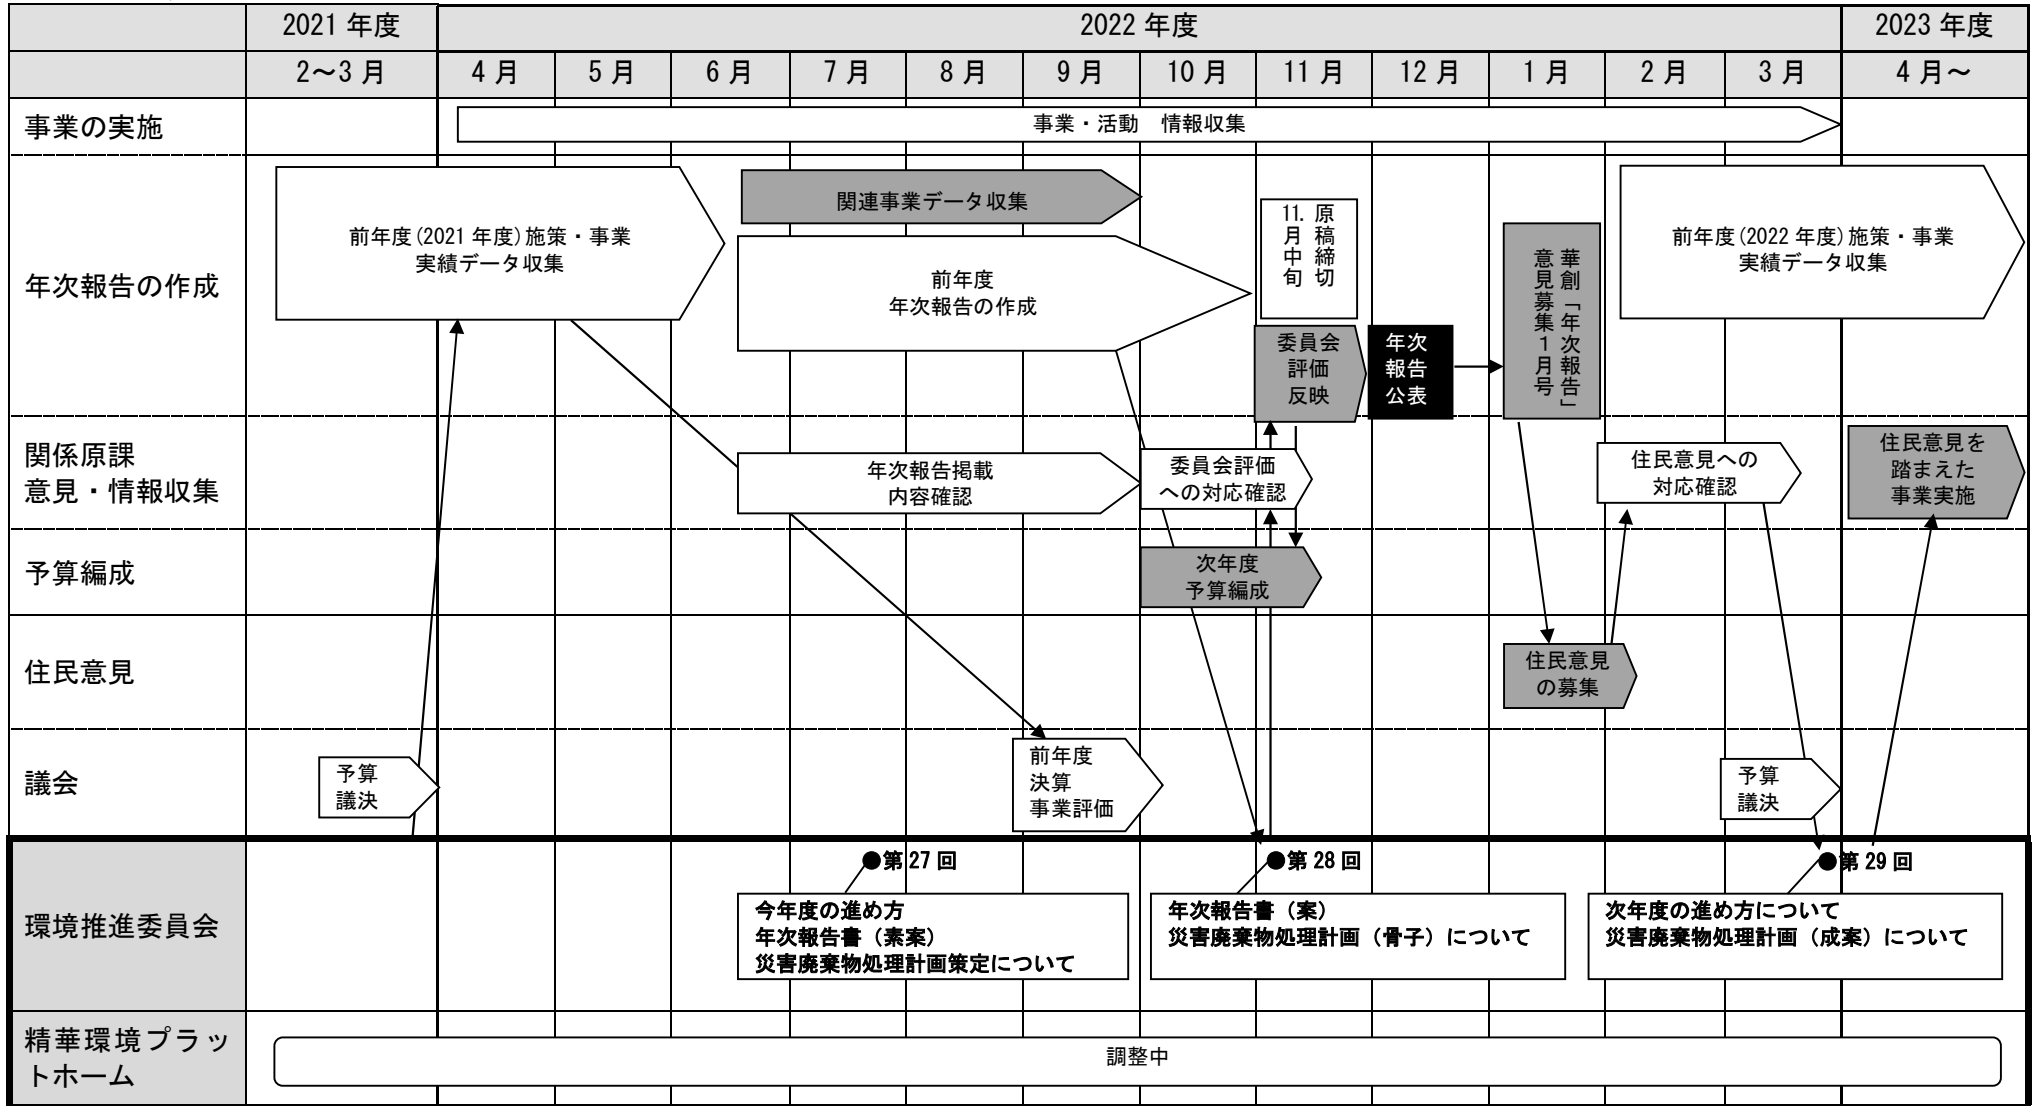 2021 年度
2022 年度
2023 年度
2～3 月
4 月
5 月
6 月
7 月
8 月
9 月
10 月
11 月
12 月
1 月
2 月
3 月
4 月～
事業の実施
事業・活動　情報収集
年次報告の作成
前年度(2021 年度)施策・事業
実績データ収集
関連事業データ収集
前年度
年次報告の作成
原稿締切
11.月中旬
委員会
評価
反映
年次
報告
公表
華創「年次報告」
意見募集1月号
前年度(2022 年度)施策・事業
実績データ収集
関係原課
意見・情報収集
年次報告掲載
内容確認
委員会評価
への対応確認
住民意見への
対応確認
住民意見を
踏まえた
事業実施
予算編成
次年度
予算編成
住民意見
住民意見
の募集
議会
予算
議決
前年度
決算
事業評価
予算
議決
環境推進委員会
●第 27 回
今年度の進め方
年次報告書（素案）
災害廃棄物処理計画策定について
●第 28 回
年次報告書（案）
災害廃棄物処理計画（骨子）について
●第 29 回
次年度の進め方について
災害廃棄物処理計画（成案）について
精華環境プラッ
トホーム
調整中